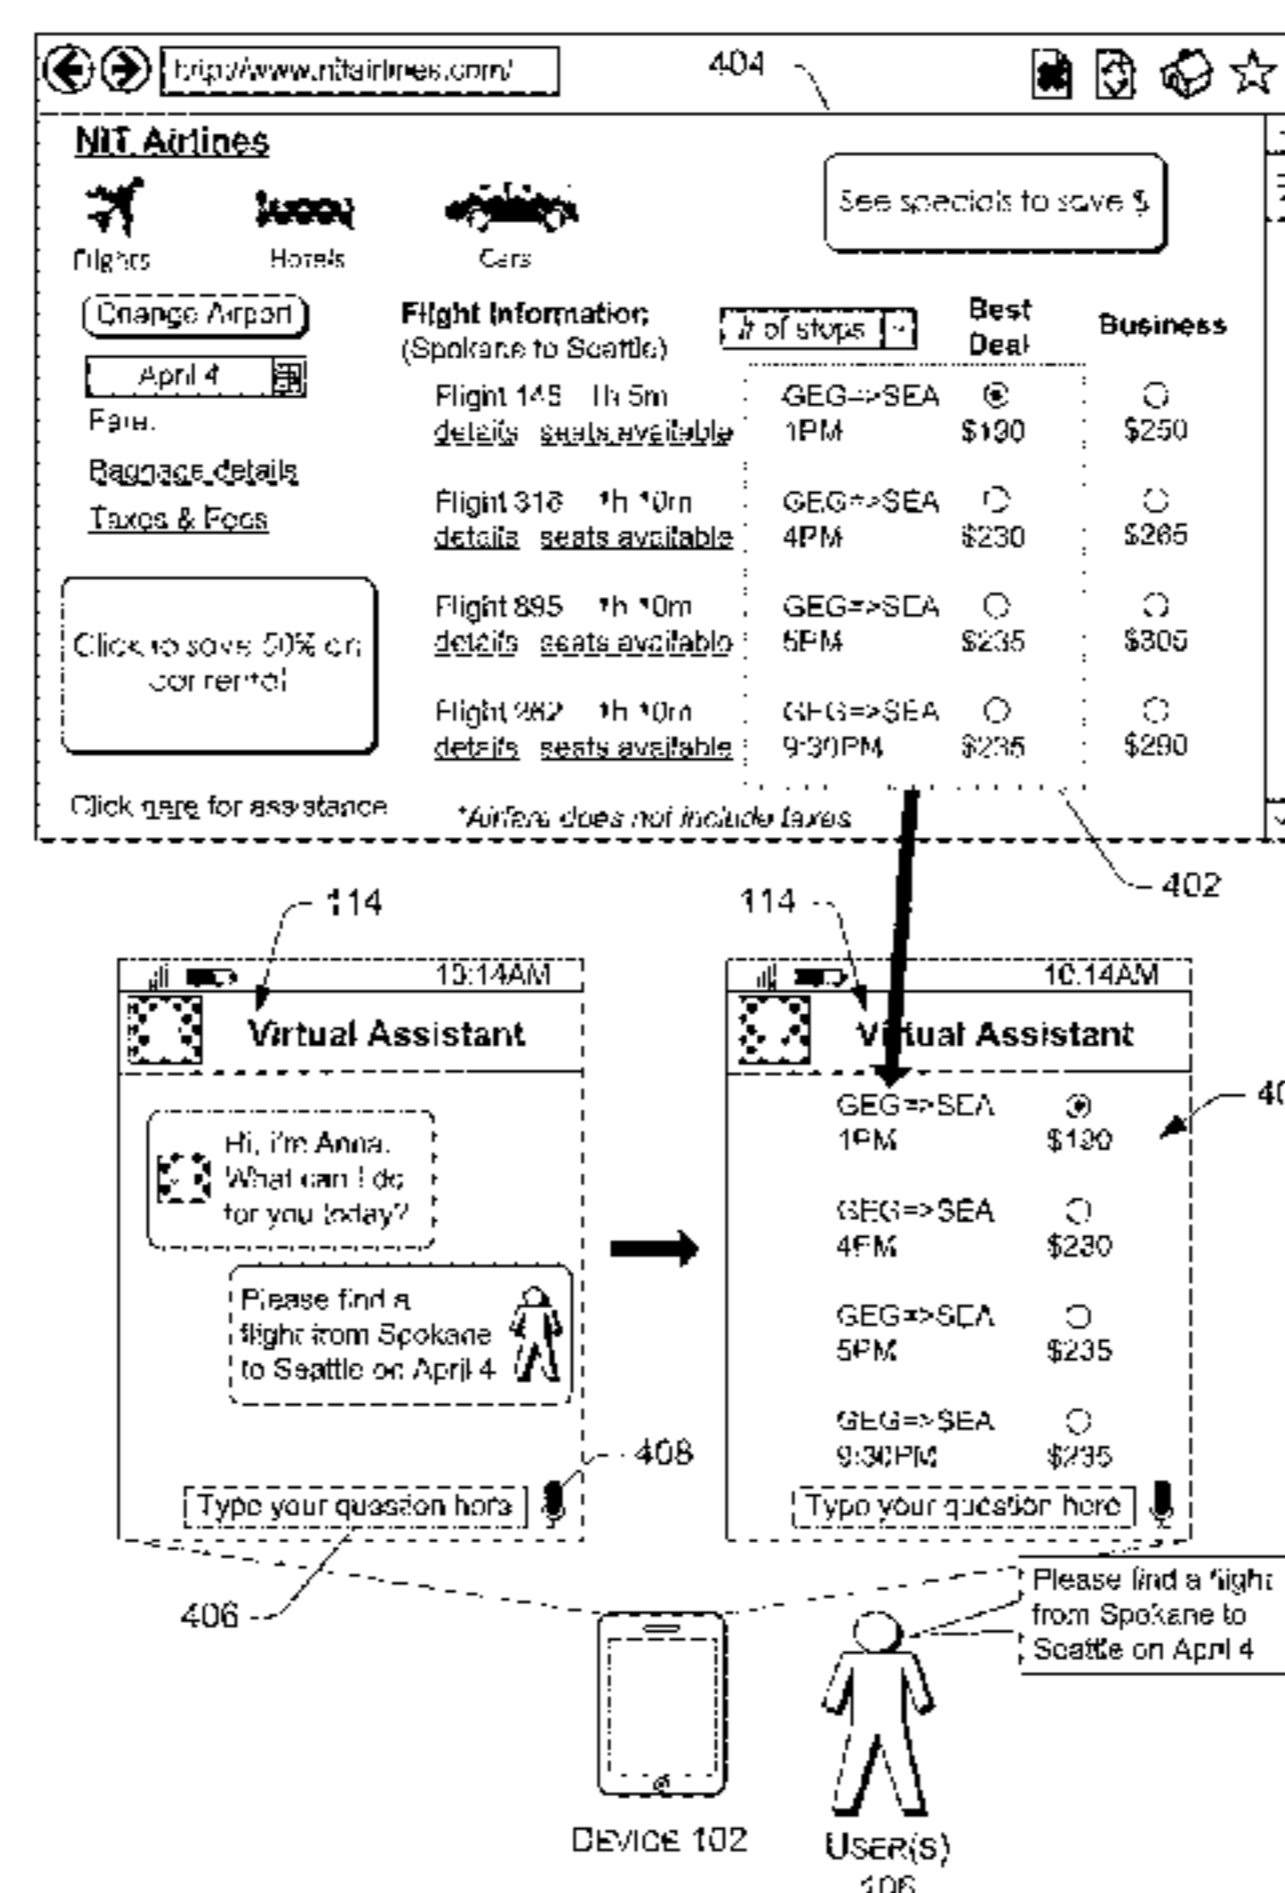 http://www.nitairlines.com/
404
NIT Airlines
See specials to save $
Flights Hotels Cars
Change Airport
Flight Information
(Spokane to Seattle)
# of stops
Best
Deal
Business
April 4
Baggage details
Taxes & Fees
Flight 1h 5m GEG=>SEA
details seats available 1PM $250
Flight 1h 10m GEG=>SEA
details seats available 4PM $230 $265
Flight 895 1h 10m GEG=>SEA
details seats available 5PM $235 $305
Flight 1h 10m GEG=>SEA
details seats available 9:30PM $235 $290
Click to save 50% on
car rental
Click here for assistance
*Airfare does not include taxes
402
114
114
10:14AM
Virtual Assistant
Hi, I'm Anna.
What can I do
for you today?
Please find a
flight from Spokane
to Seattle on April 4
408
Type your question here
406
10:14AM
Virtual Assistant
GEG=>SEA
1PM
GEG=>SEA
4PM $230
GEG=>SEA
5PM $235
GEG=>SEA
9:30PM $235
Type your question here
Please find a flight
from Spokane to
Seattle on April 4
DEVICE 102
USER(S)
106